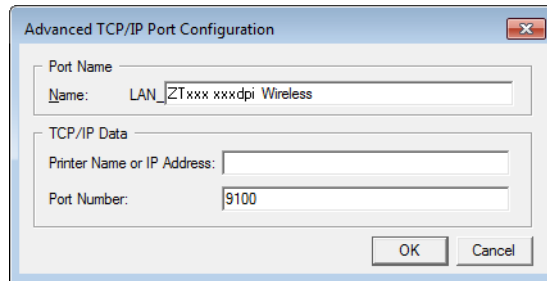 Advanced TCP/IP Port Configuration
Port Name
Name: LAN_ZTxxx xxxdpi Wireless
TCP/IP Data
Printer Name or IP Address:
Port Number: 9100
OK Cancel